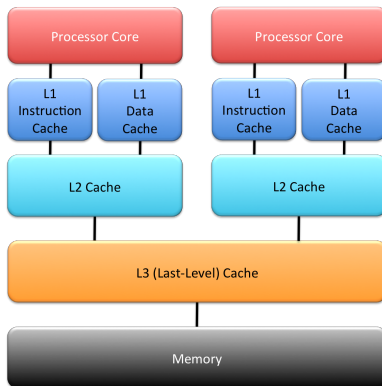 Processor Core
Processor Core
L1
Instruction
Cache
L1
Data
Cache
L1
Instruction
Cache
L1
Data
Cache
L2 Cache
L2 Cache
L3 (Last-Level) Cache
Memory